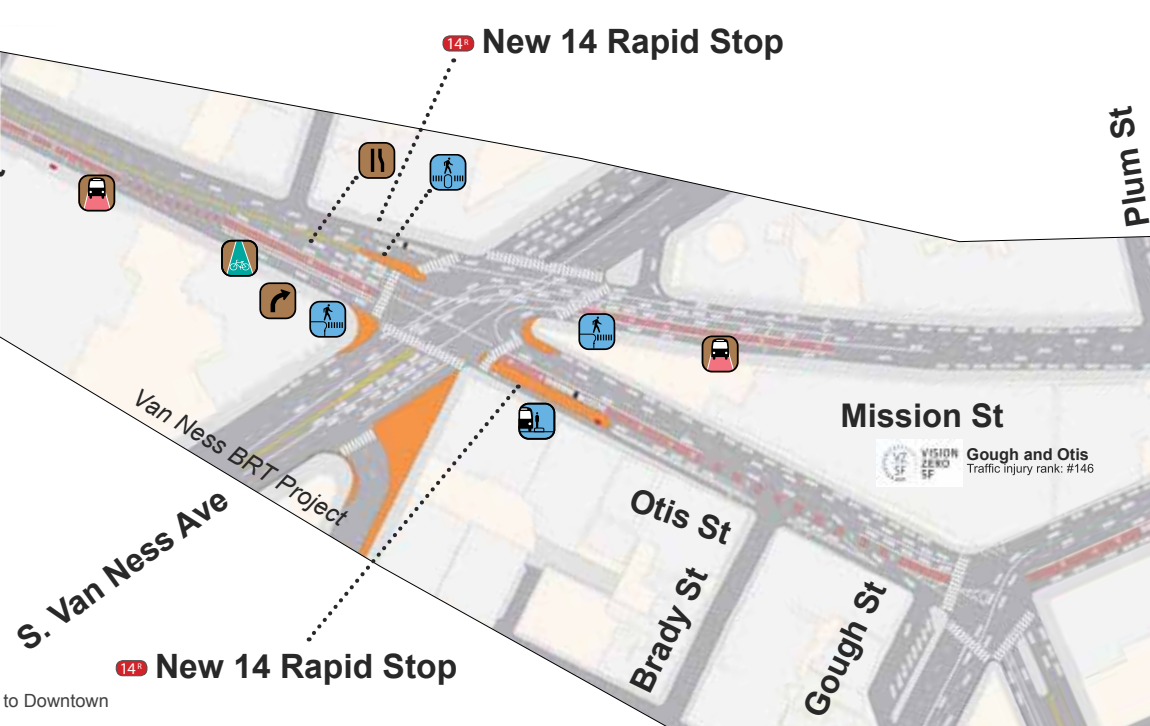 14R New 14 Rapid Stop
Plum St
Van Ness BRT Project
Mission St
VZ
SF
VISION
ZERO
SF
Gough and Otis
Traffic injury rank: #146
Otis St
S. Van Ness Ave
Brady St
Gough St
14R New 14 Rapid Stop
to Downtown